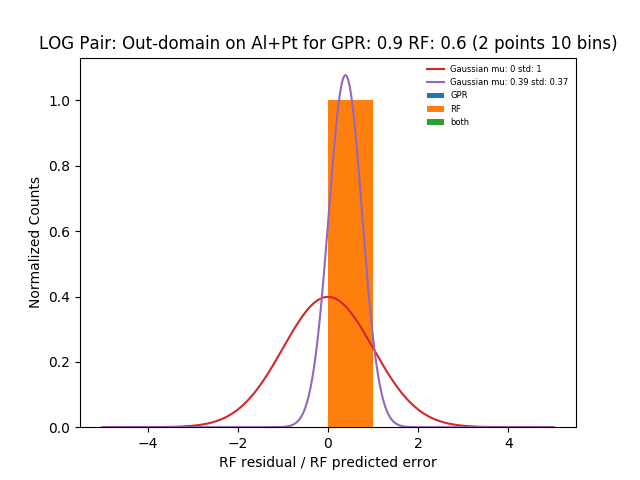 LOG Pair: Out-domain on Al+Pt for GPR: 0.9 RF: 0.6 (2 points 10 bins)
Gaussian mu: 0 std: 1
Gaussian mu: 0.39 std: 0.37
GPR
RF
both
Normalized Counts
1.0
0.8
0.6
0.4
0.2
0.0
−4
−2
0
2
4
RF residual / RF predicted error